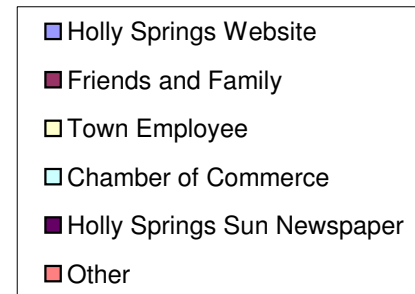 Holly Springs Website
Friends and Family
Town Employee
Chamber of Commerce
Holly Springs Sun Newspaper
Other